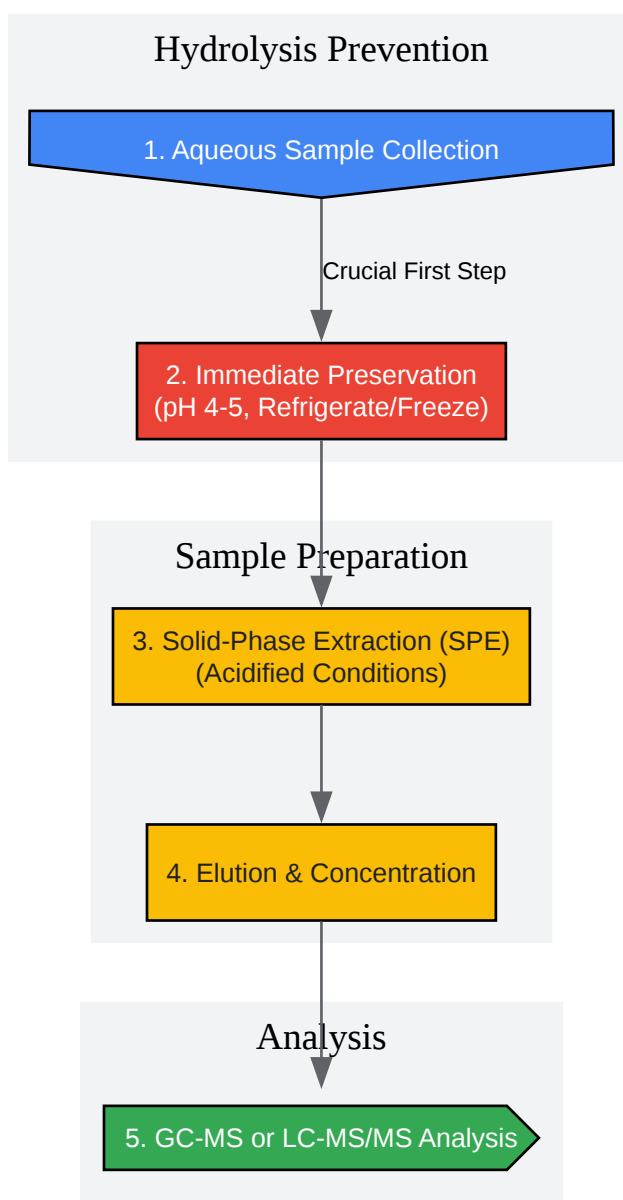 Hydrolysis Prevention
1. Aqueous Sample Collection
Crucial First Step
2. Immediate Preservation
(pH 4-5, Refrigerate/Freeze)
Sample Preparation
3. Solid-Phase Extraction (SPE)
(Acidified Conditions)
4. Elution & Concentration
Analysis
5. GC-MS or LC-MS/MS Analysis